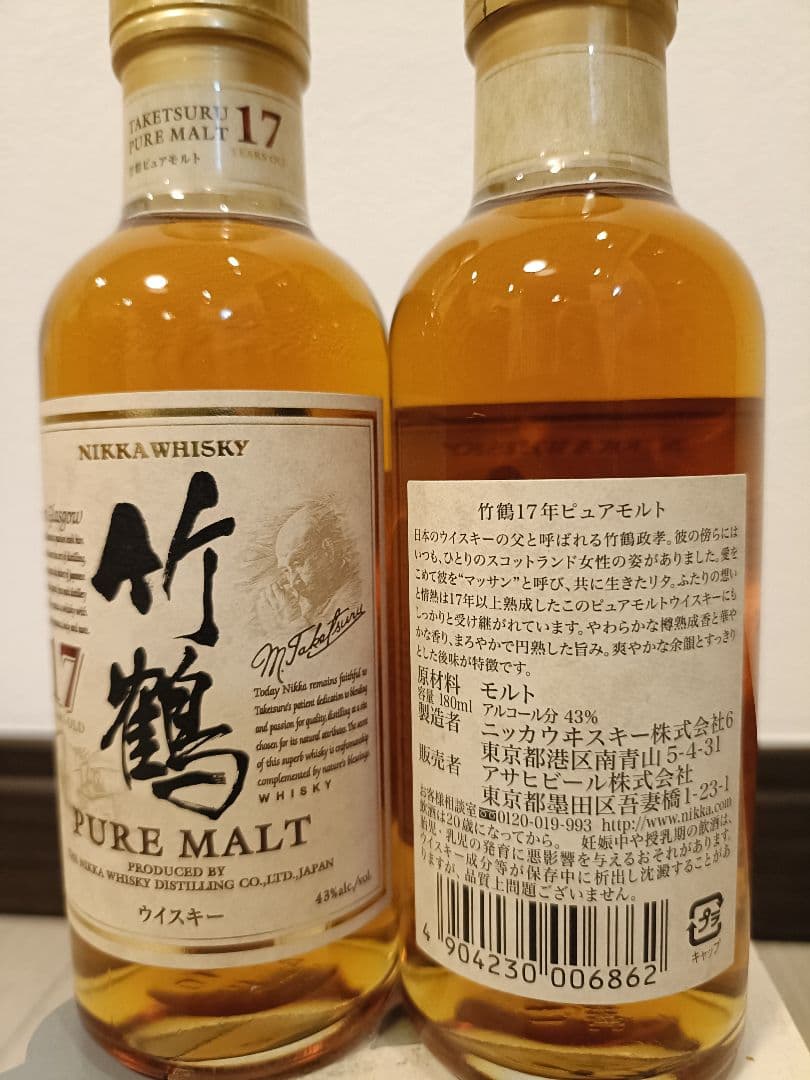 TAKETSURU
PURE MALT 17
YEARS OLD
竹鶴ピュアモルト
NIKKA WHISKY
Glasgow
竹鶴
17
OLD
M. Taketsuru
Today Nikka remains faithful to
Taketsuru's patient dedication to blending
and passion for quality, distilling at a site
chosen for its natural attributes. The secret
of this superb whisky is craftsmanship
complemented by nature's blessings.
WHISKY
PURE MALT
PRODUCED BY
NIKKA WHISKY DISTILLING CO.,LTD.,JAPAN
43%alc./vol.
ウイスキー
竹鶴17年ピュアモルト
日本のウイスキーの父と呼ばれる竹鶴政孝。彼の傍らには
いつも、ひとりのスコットランド女性の姿がありました。愛を
こめて彼を“マッサン”と呼び、共に生きたリタ。ふたりの想い
と情熱は17年以上熟成したこのピュアモルトウイスキーにも
しっかりと受け継がれています。やわらかな樽熟成香と華や
かな香り、まろやかで円熟した旨み。爽やかな余韻とすっきり
とした後味が特徴です。
原材料 モルト
容量 180ml アルコール分 43%
製造者 ニッカウヰスキー株式会社6
東京都港区南青山5-4-31
販売者 アサヒビール株式会社
東京都墨田区吾妻橋1-23-1
お客様相談室 0120-019-993 http://www.nikka.com
飲酒は20歳になってから。 妊娠中や授乳期の飲酒は、
胎児・乳児の発育に悪影響を与えるおそれがあります。
ウイスキー成分等が保存中に析出し沈澱することがあ
りますが、品質上問題ございません。
4 904230 006862
プラ
キャップ